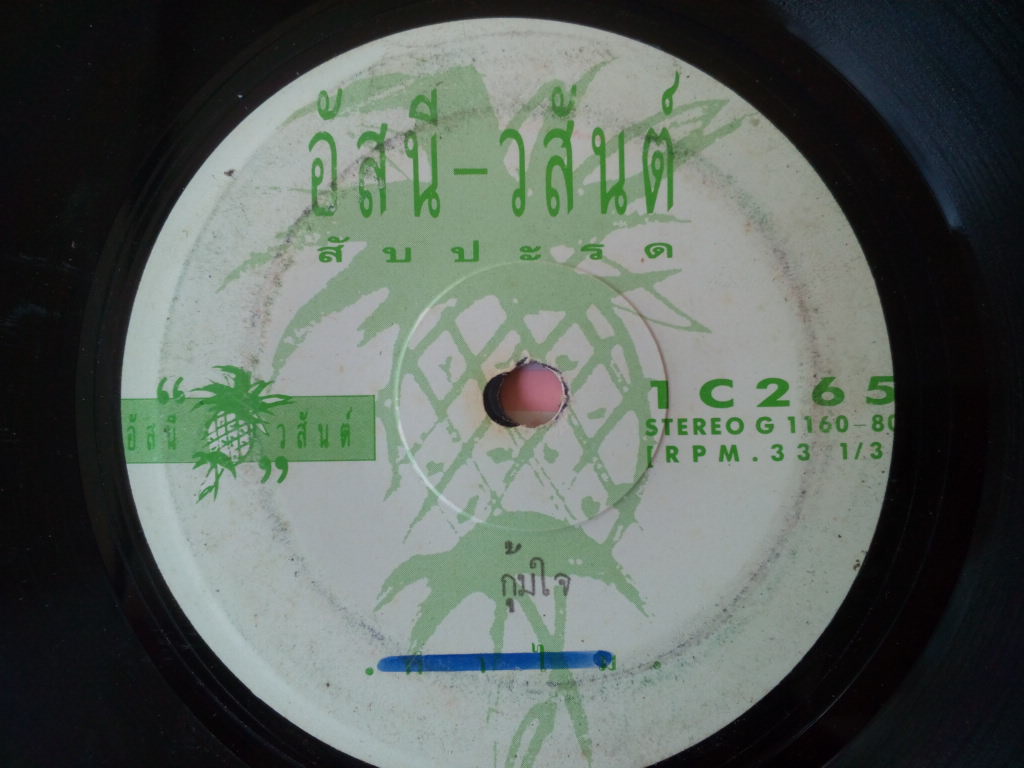 อัสนี-วสันต์
สับปะรด
1C265
STEREO G 1160-80
[RPM.33 1/3
“อัสนี วสันต์”
กุ้มใจ